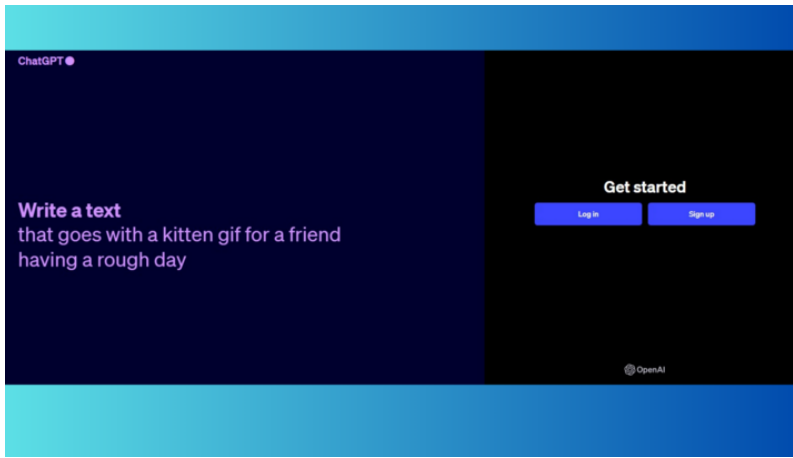 ChatGPT
Write a text
that goes with a kitten gif for a friend
having a rough day
Get started
Log in
Sign up
OpenAI